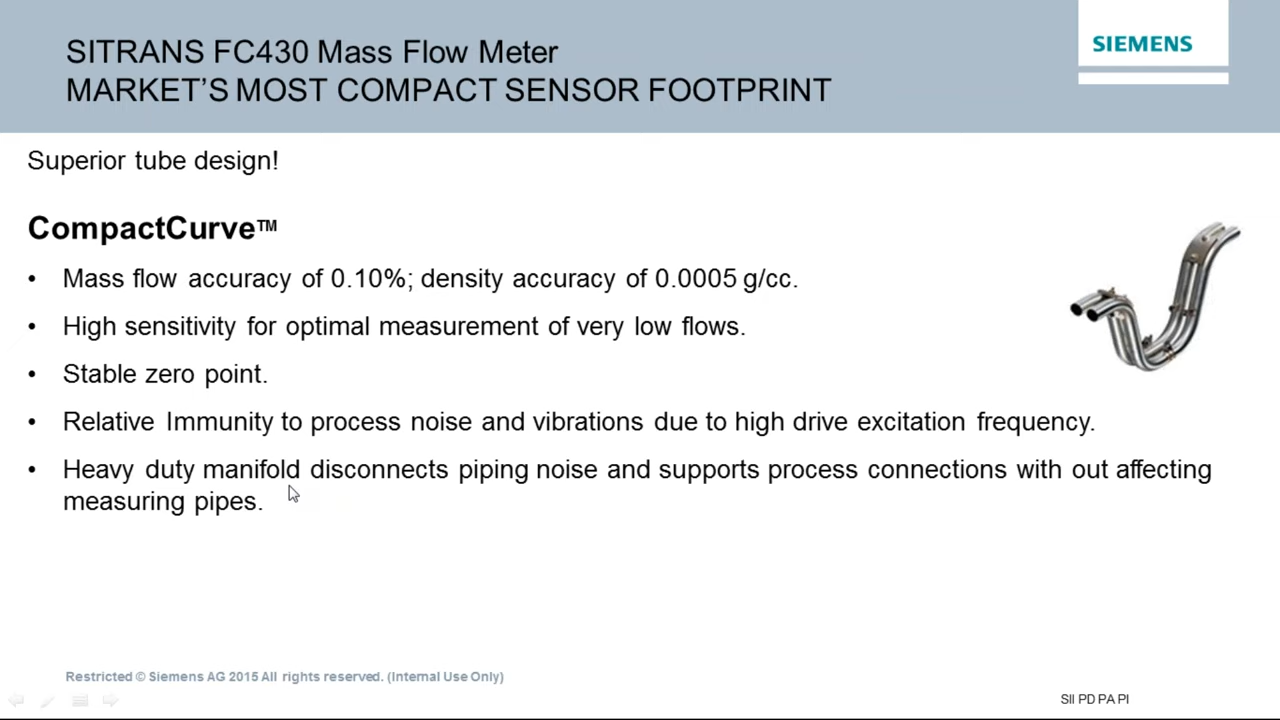 SITRANS FC430 Mass Flow Meter
MARKET'S MOST COMPACT SENSOR FOOTPRINT
SIEMENS
Superior tube design!
CompactCurve™
• Mass flow accuracy of 0.10%; density accuracy of 0.0005 g/cc.
• High sensitivity for optimal measurement of very low flows.
• Stable zero point.
• Relative Immunity to process noise and vibrations due to high drive excitation frequency.
• Heavy duty manifold disconnects piping noise and supports process connections with out affecting
measuring pipes.
Restricted © Siemens AG 2015 All rights reserved. (Internal Use Only)
SII PD PA PI